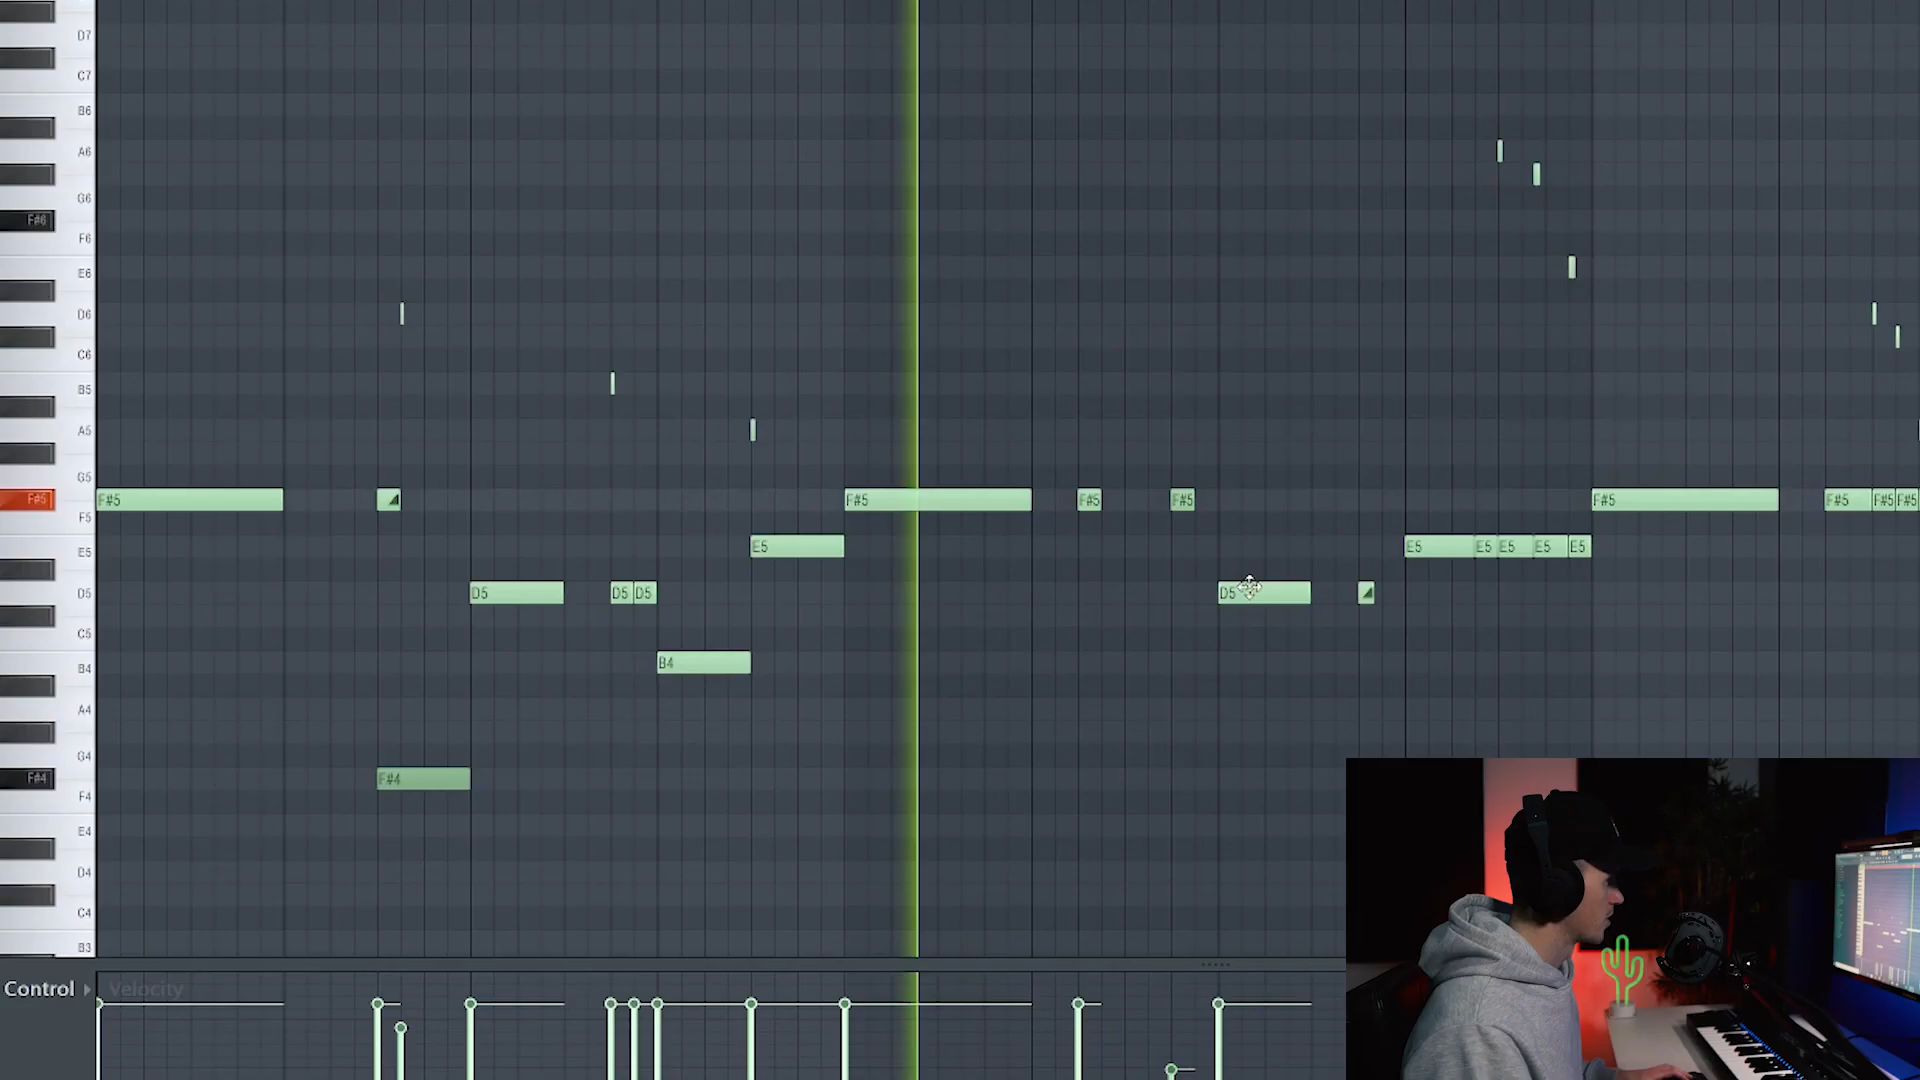 D7
C7
B6
A6
G6
F#6
F6
E6
D6
C6
B5
A5
G5
F#5 F#5 F#5 F#5 F#5 F#5 F#5 F#5 F#5
F5
E5 E5 E5 E5 E5 E5 E5
D5 D5 D5 D5 D5
C5
B4 B4
A4
G4
F#4 F#4
F4
E4
D4
C4
B3
Control Velocity